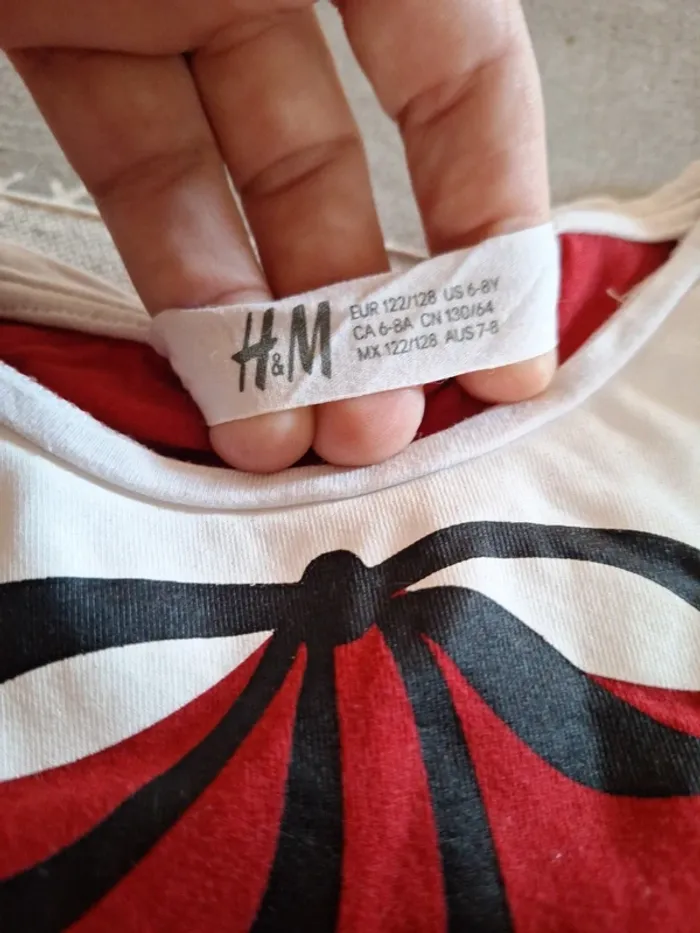 H&M
EUR 122/128 US 6-8Y
CA 6-8A CN 130/64
MX 122/128 AUS 7-8